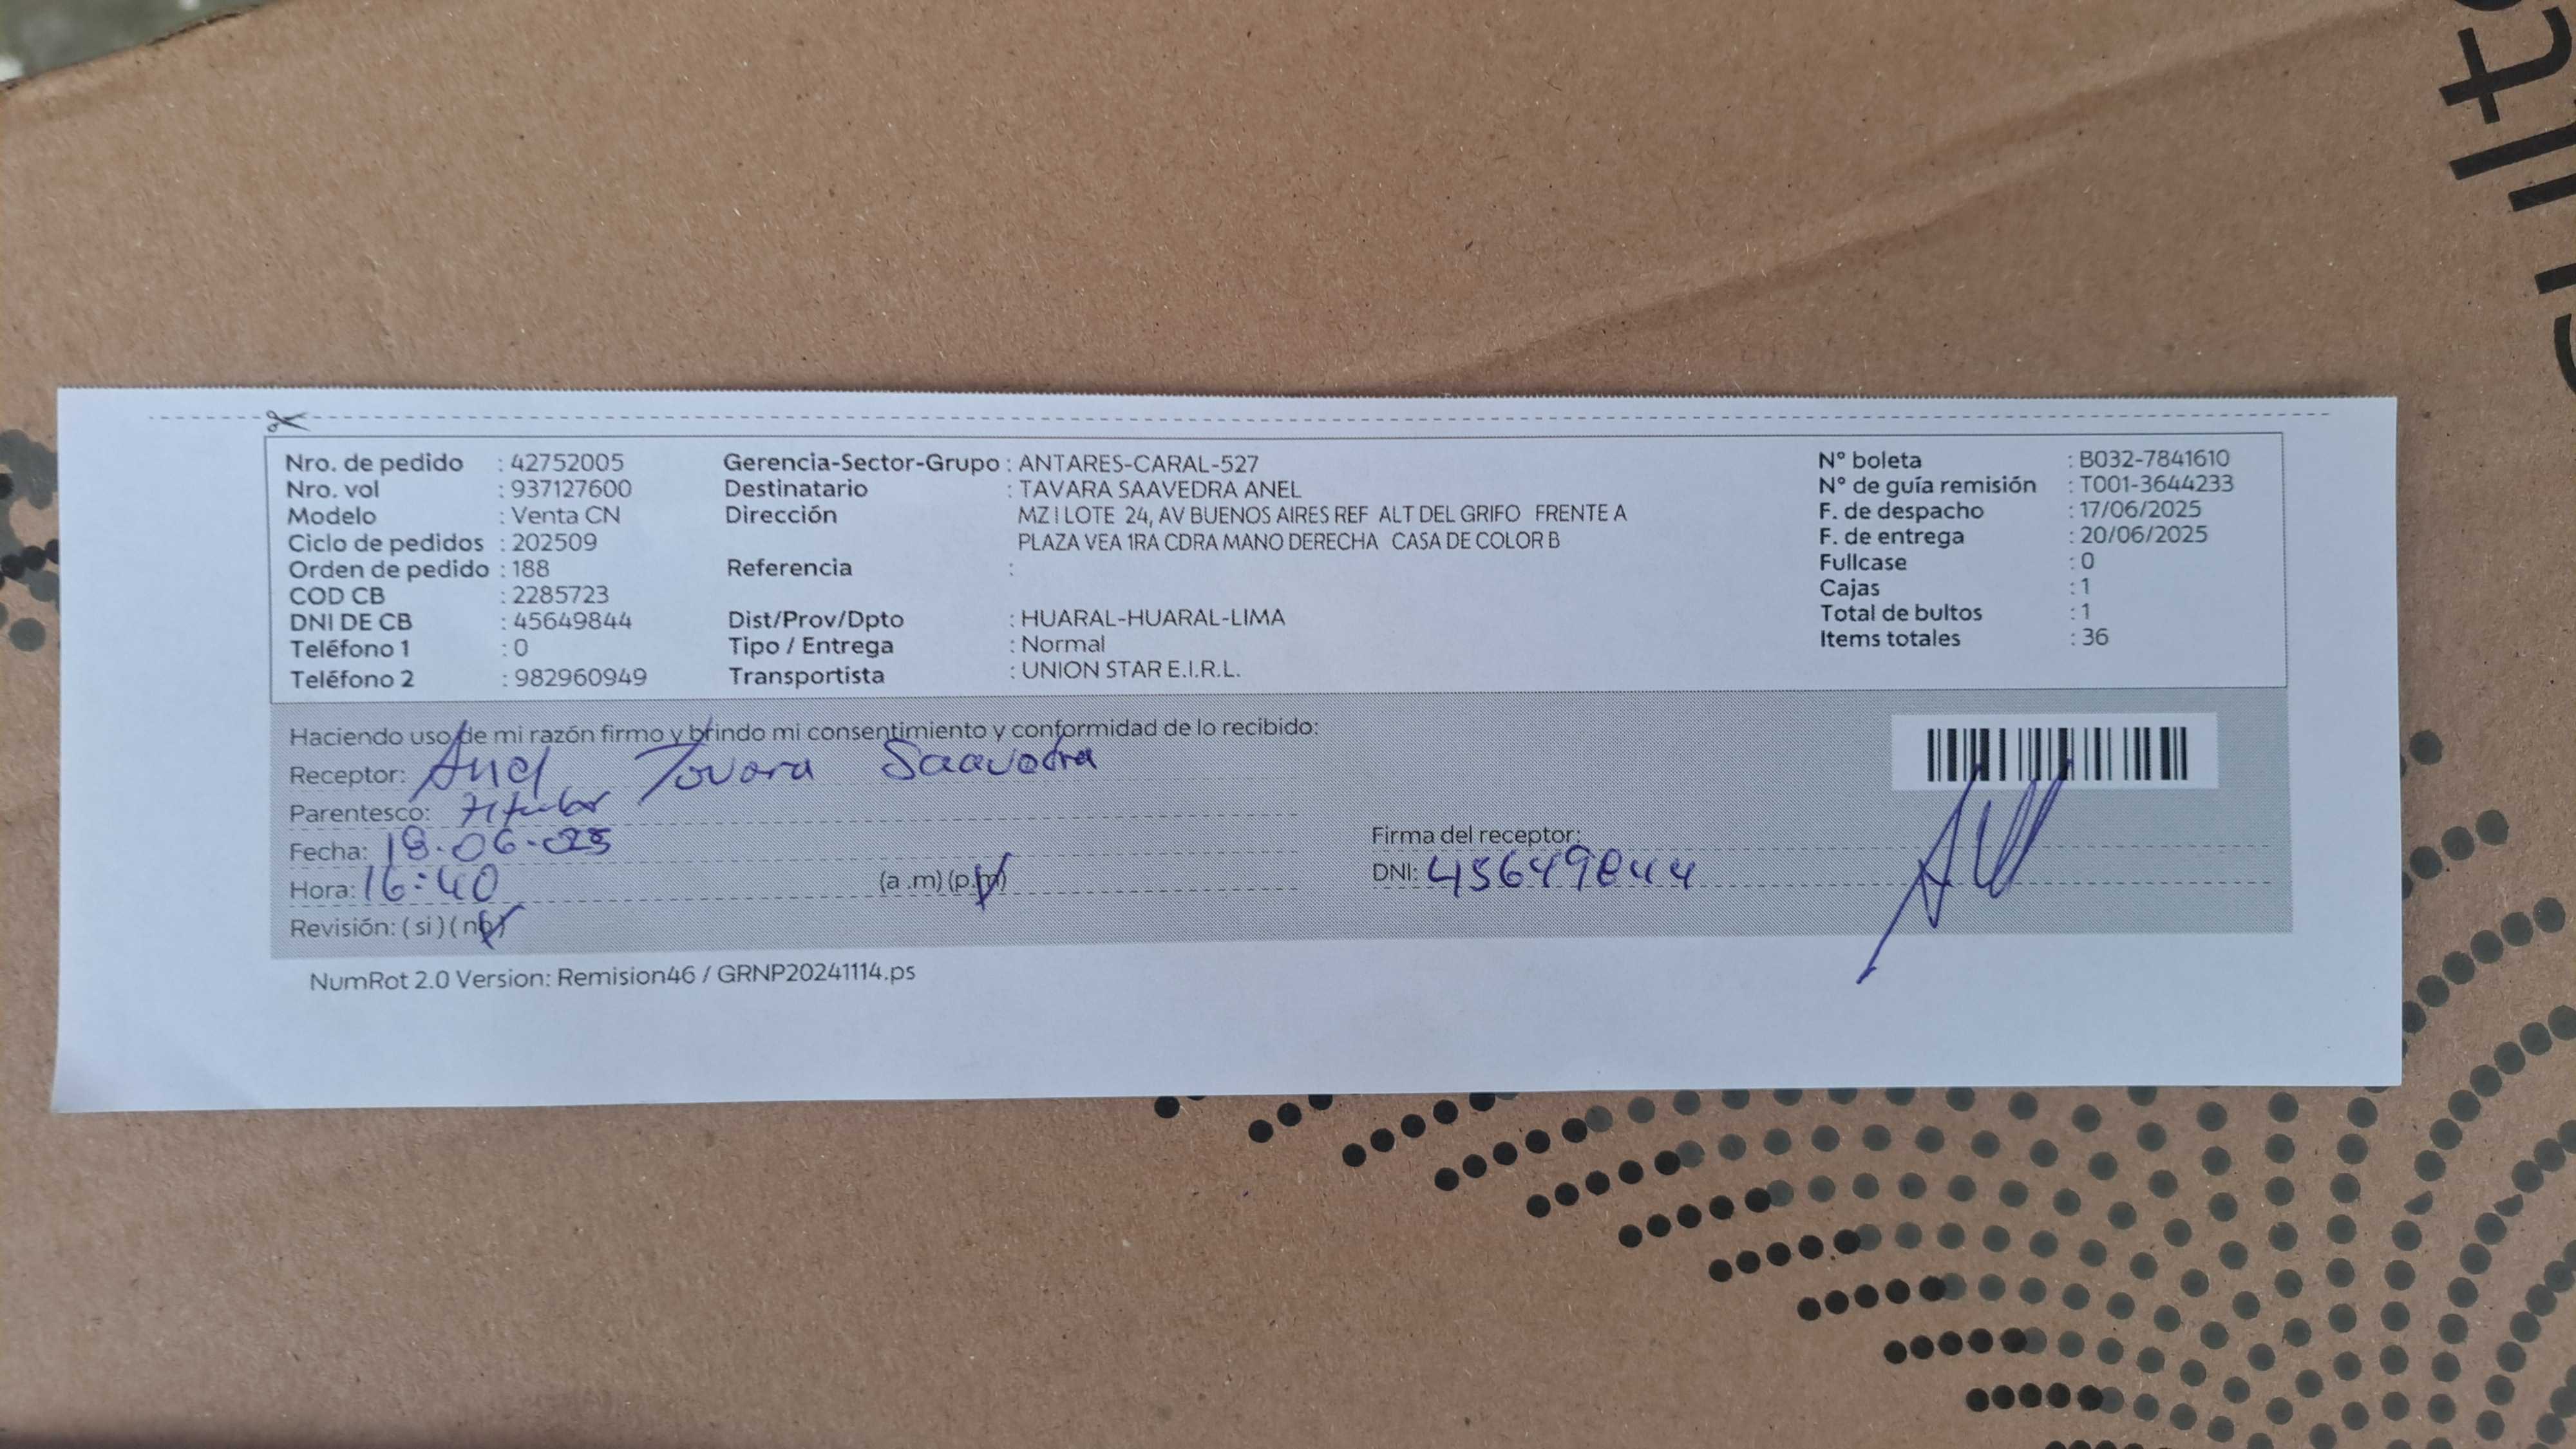 Nro. de pedido : 42752005
Nro. vol : 937127600
Modelo : Venta CN
Ciclo de pedidos : 202509
Orden de pedido : 188
COD CB : 2285723
DNI DE CB : 45649844
Teléfono 1 : 0
Teléfono 2 : 982960949
Gerencia-Sector-Grupo : ANTARES-CARAL-527
Destinatario : TAVARA SAAVEDRA ANEL
Dirección MZ I LOTE 24, AV BUENOS AIRES REF ALT DEL GRIFO FRENTE A
PLAZA VEA 1RA CDRA MANO DERECHA CASA DE COLOR B
Referencia :
Dist/Prov/Dpto : HUARAL-HUARAL-LIMA
Tipo / Entrega : Normal
Transportista : UNION STAR E.I.R.L.
N° boleta : B032-7841610
N° de guía remisión : T001-3644233
F. de despacho : 17/06/2025
F. de entrega : 20/06/2025
Fullcase : 0
Cajas : 1
Total de bultos : 1
Items totales : 36
Haciendo uso de mi razón firmo y brindo mi consentimiento y conformidad de lo recibido:
Receptor: Anel Tavara Saavedra
Parentesco: titular
Fecha:
Hora: 16:40 (a .m) (p.m)
Revisión: ( si ) ( no )
Firma del receptor:
DNI: 45649844
NumRot 2.0 Version: Remision46 / GRNP20241114.ps